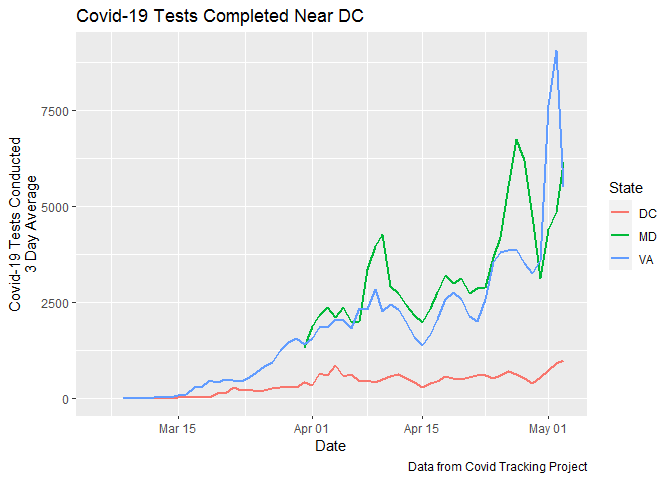 Covid-19 Tests Completed Near DC
Covid-19 Tests Conducted
3 Day Average
7500
5000
2500
0
Mar 15
Apr 01
Apr 15
May 01
Date
State
DC
MD
VA
Data from Covid Tracking Project